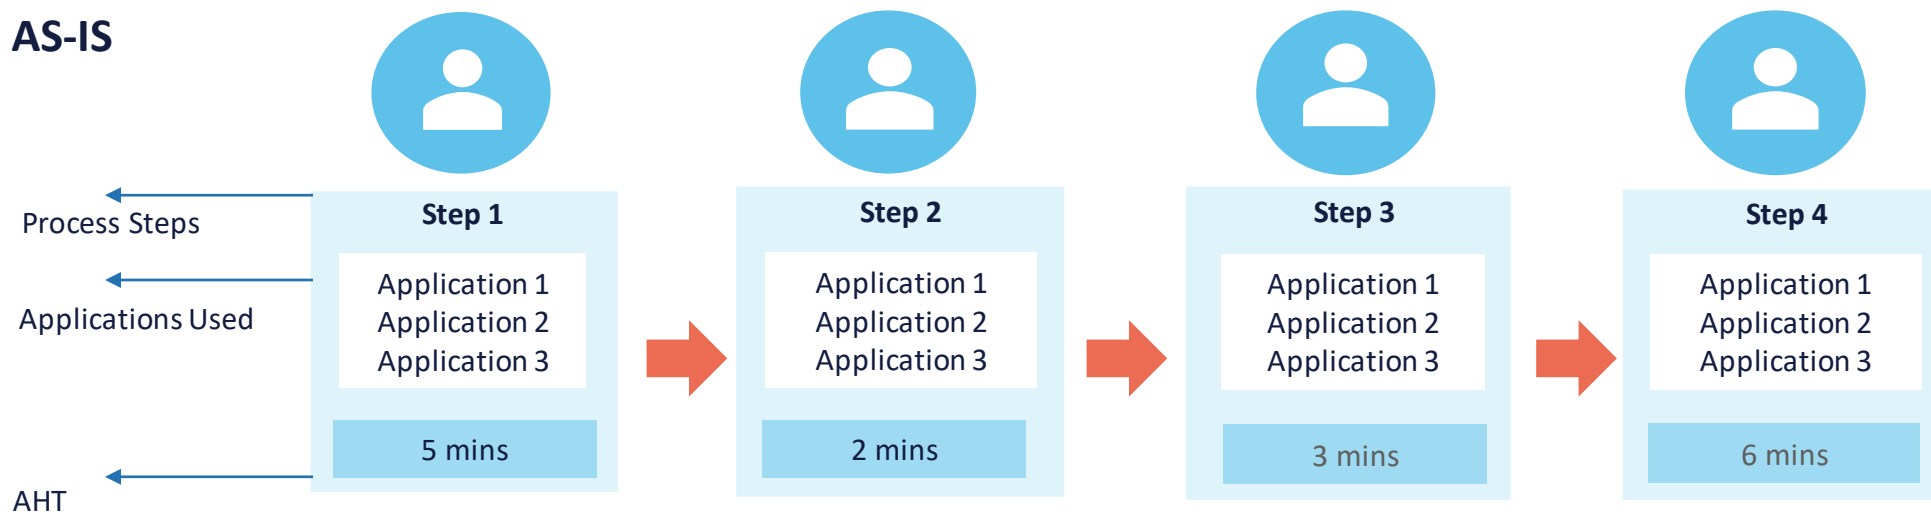 AS-IS
Process Steps
Applications Used
AHT
Step 1
Application 1
Application 2
Application 3
5 mins
Step 2
Application 1
Application 2
Application 3
2 mins
Step 3
Application 1
Application 2
Application 3
3 mins
Step 4
Application 1
Application 2
Application 3
6 mins